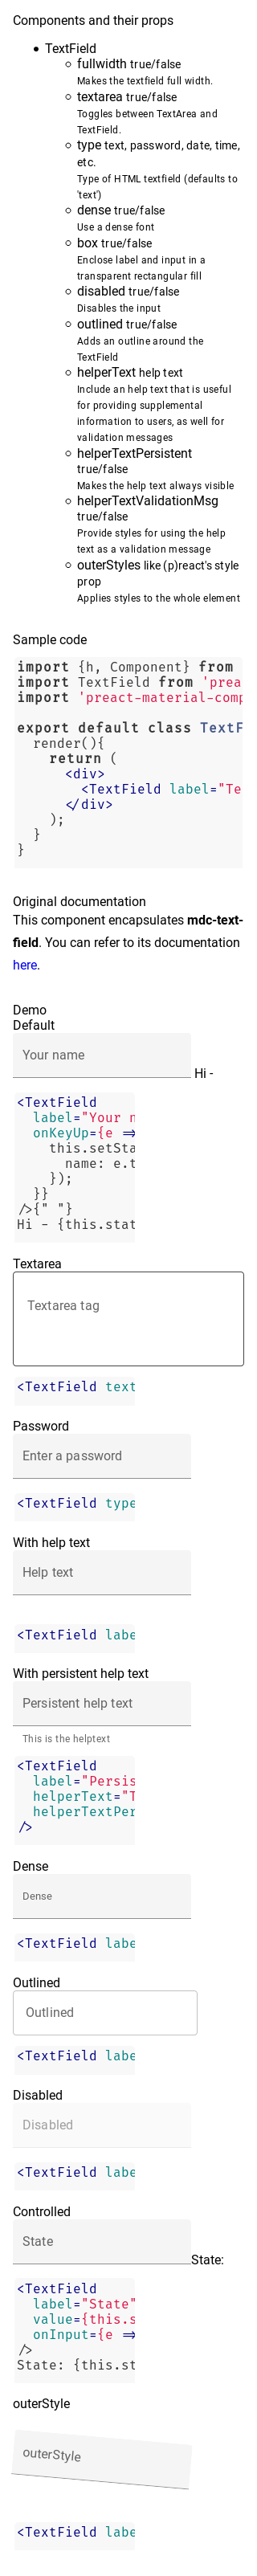 Components and their props
TextField
fullwidth true/false
Makes the textfield full width.
textarea true/false
Toggles between TextArea and
TextField.
type text, password, date, time,
etc.
Type of HTML textfield (defaults to
'text')
dense true/false
Use a dense font
box true/false
Enclose label and input in a
transparent rectangular fill
disabled true/false
Disables the input
outlined true/false
Adds an outline around the
TextField
helperText help text
Include an help text that is useful
for providing supplemental
information to users, as well for
validation messages
helperTextPersistent
true/false
Makes the help text always visible
helperTextValidationMsg
true/false
Provide styles for using the help
text as a validation message
outerStyles like (p)react's style
prop
Applies styles to the whole element
Sample code
import {h, Component} from
import TextField from 'prea
import 'preact-material-comp
export default class TextF
render(){
return (
<div>
<TextField label="Te
</div>
);
}
}
Original documentation
This component encapsulates mdc-text-
field. You can refer to its documentation
here.
Demo
Default
Your name
Hi -
<TextField
label="Your n
onKeyUp={e =>
this.setSta
name: e.t
});
}}
/>{" "}
Hi - {this.stat
Textarea
Textarea tag
<TextField text
Password
Enter a password
<TextField type
With help text
Help text
<TextField labe
With persistent help text
Persistent help text
This is the helptext
<TextField
label="Persis
helperText="T
helperTextPer
/>
Dense
Dense
<TextField labe
Outlined
Outlined
<TextField labe
Disabled
Disabled
<TextField labe
Controlled
State
State:
<TextField
label="State"
value={this.s
onInput={e =>
/>
State: {this.st
outerStyle
outerStyle
<TextField labe